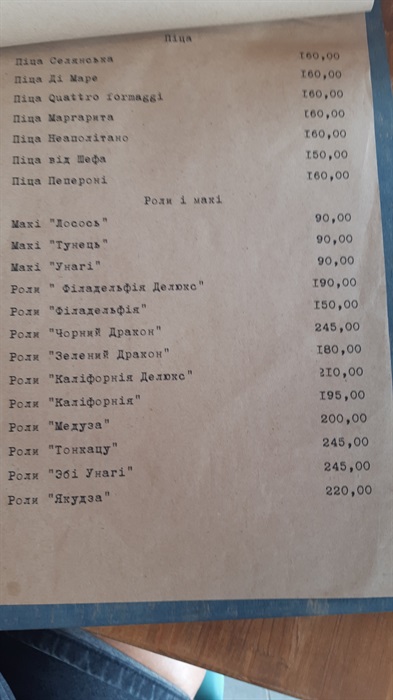 Піца
Піца Селянська 160,00
Піца Ді Маре 160,00
Піца Quattro formaggi 160,00
Піца Маргарита 160,00
Піца Неаполітано 160,00
Піца від Шефа 150,00
Піца Пепероні 160,00
Роли і макі
Макі "Лосось" 90,00
Макі "Тунець" 90,00
Макі "Унагі" 90,00
Роли " Філадельфія Делюкс" 190,00
Роли "Філадельфія" 150,00
Роли "Чорний Дракон" 245,00
Роли "Зелений Дракон" 180,00
Роли "Каліфорнія Делюкс" 210,00
Роли "Каліфорнія" 195,00
Роли "Медуза" 200,00
Роли "Тонкацу" 245,00
Роли "Эбі Унагі" 245,00
Роли "Якудза" 220,00